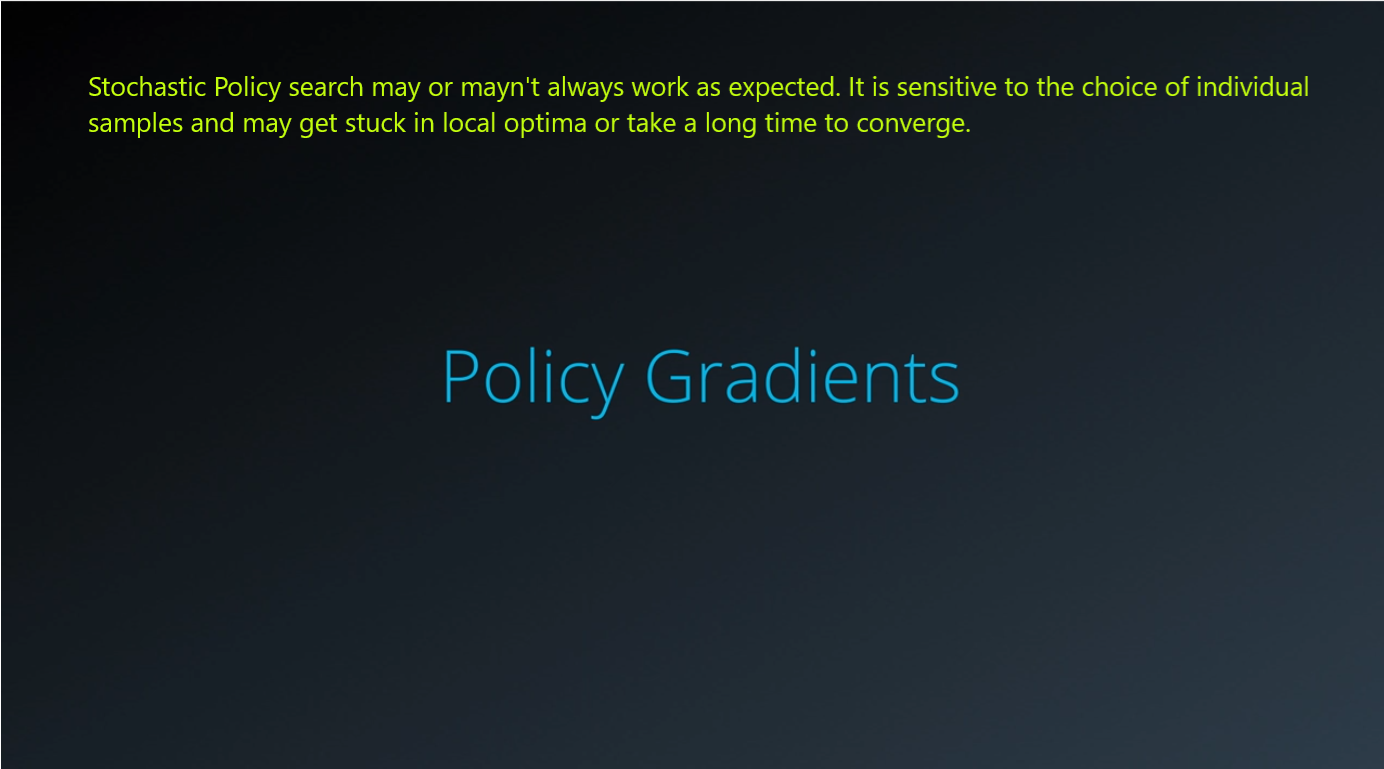 Stochastic Policy search may or mayn't always work as expected. It is sensitive to the choice of individual
samples and may get stuck in local optima or take a long time to converge.
Policy Gradients